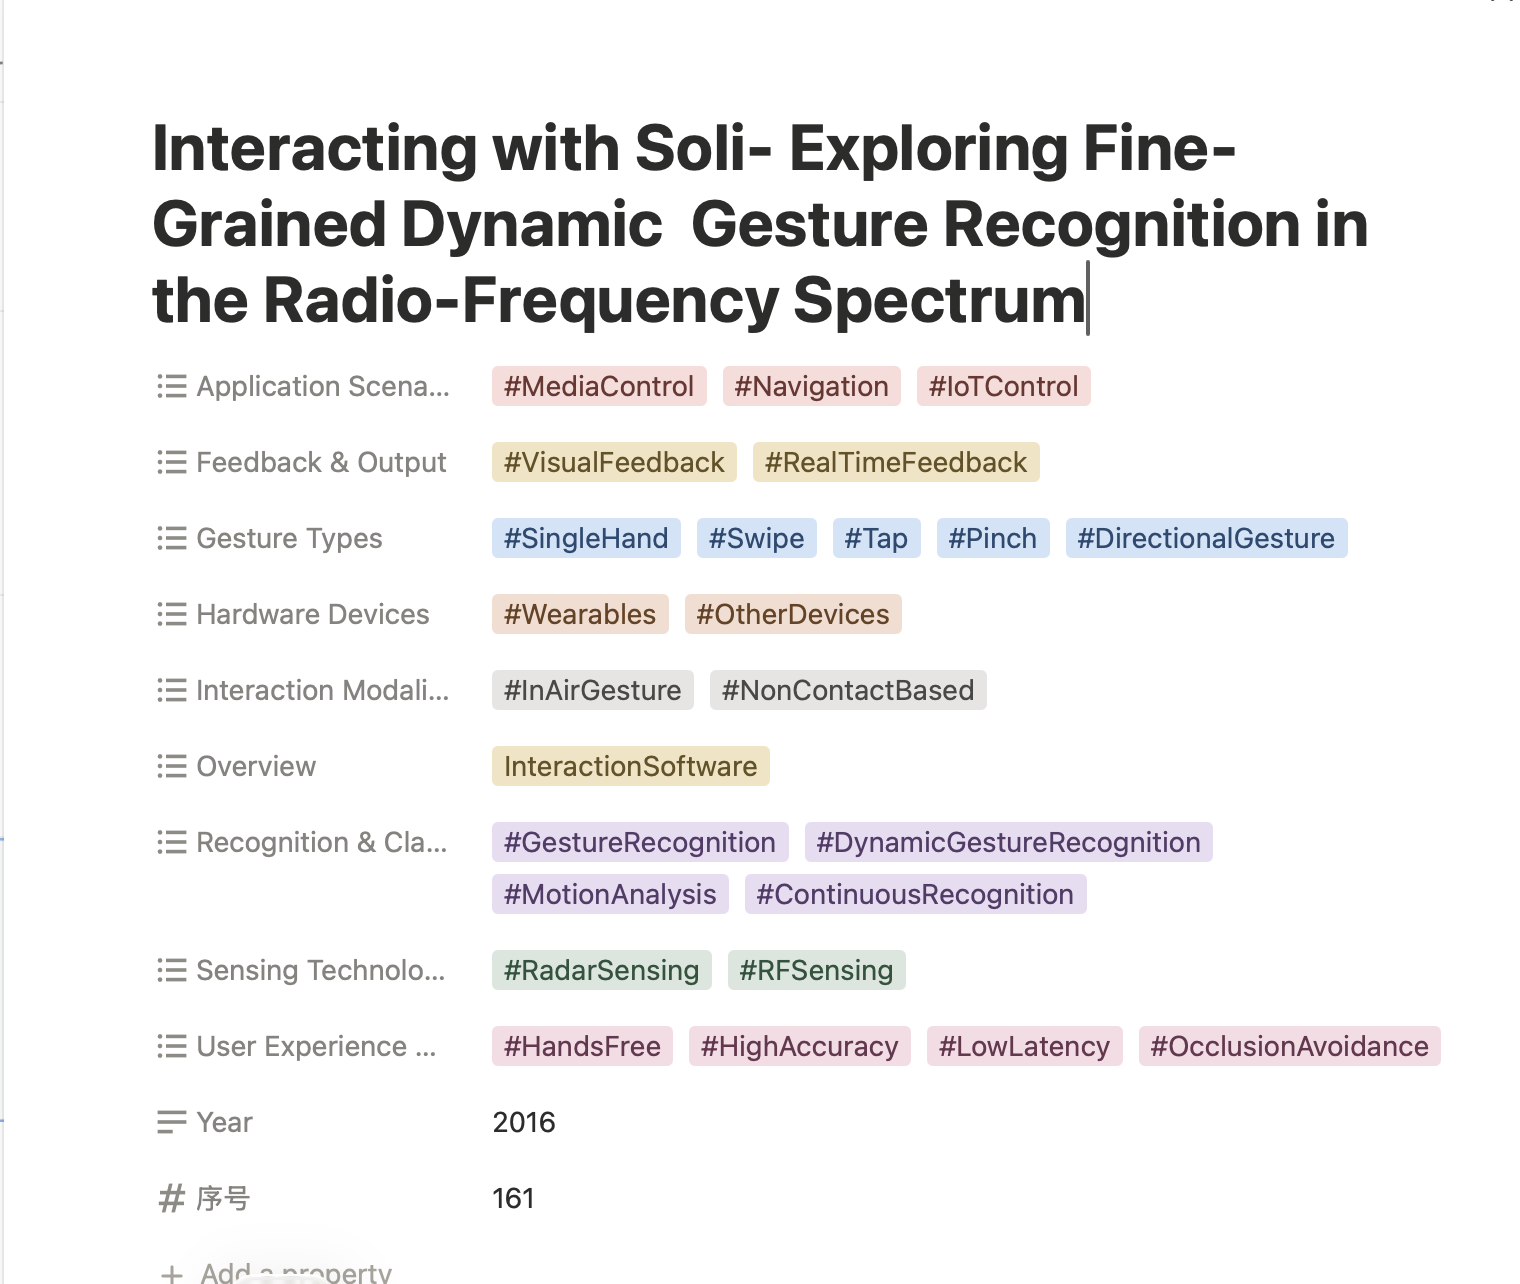 Interacting with Soli- Exploring Fine-
Grained Dynamic  Gesture Recognition in
the Radio-Frequency Spectrum
Application Scena... #MediaControl #Navigation #IoTControl
Feedback & Output #VisualFeedback #RealTimeFeedback
Gesture Types #SingleHand #Swipe #Tap #Pinch #DirectionalGesture
Hardware Devices #Wearables #OtherDevices
Interaction Modali... #InAirGesture #NonContactBased
Overview InteractionSoftware
Recognition & Cla... #GestureRecognition #DynamicGestureRecognition
#MotionAnalysis #ContinuousRecognition
Sensing Technolo... #RadarSensing #RFSensing
User Experience ... #HandsFree #HighAccuracy #LowLatency #OcclusionAvoidance
Year 2016
序号 161
Add a property